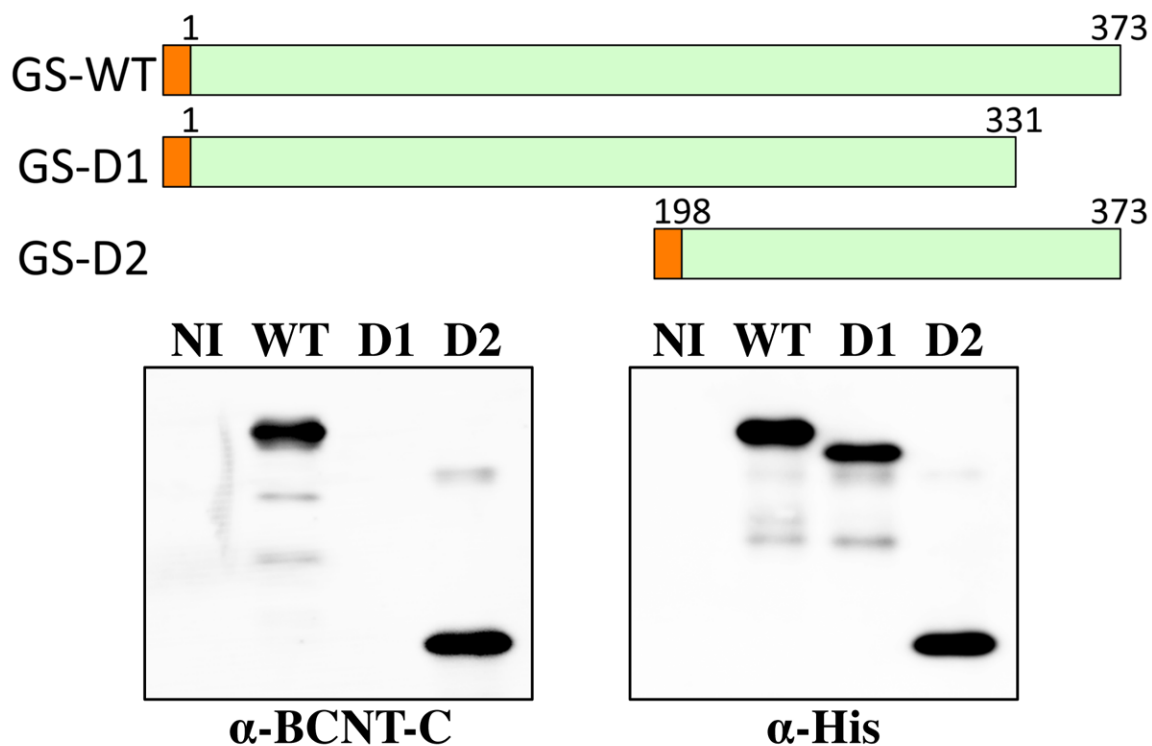 1 373
GS-WT
1 331
GS-D1
198 373
GS-D2
NI WT D1 D2 NI WT D1 D2
α-BCNT-C α-His